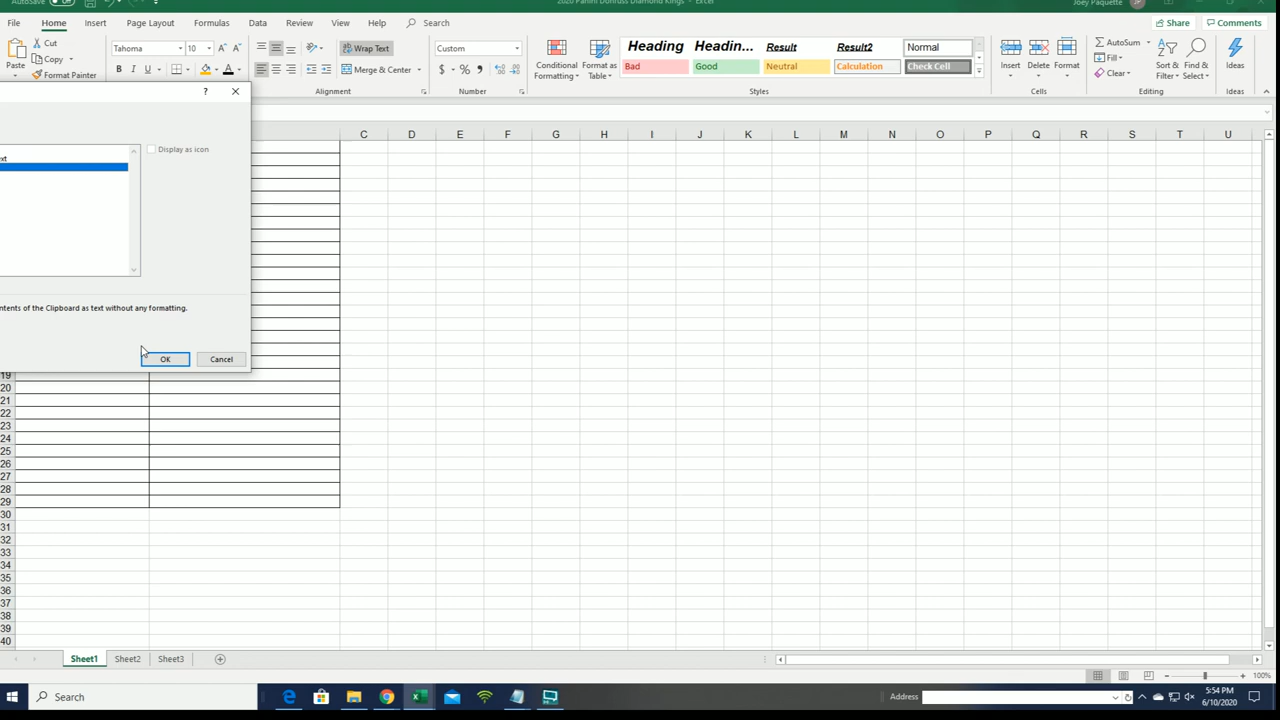 AutoSave
2020 Panini Donruss Diamond Kings - Excel
Joey Paquette
JP
File Home Insert Page Layout Formulas Data Review View Help Search
Share Comments
Paste
Cut
Copy
Format Painter
Tahoma 10
B I U A
Wrap Text
Merge & Center
Alignment
Custom
$ % ,
Number
Conditional Formatting
Format as Table
Heading Headin... Result Result2 Normal
Bad Good Neutral Calculation Check Cell
Styles
Insert Delete Format
Cells
AutoSum
Fill
Clear
Sort & Filter
Find & Select
Editing
Ideas
Ideas
? ×
ext
Display as icon
ntents of the Clipboard as text without any formatting.
OK Cancel
C D E F G H I J K L M N O P Q R S T U
19
20
21
22
23
24
25
26
27
28
29
30
31
32
33
34
35
36
37
38
39
40
Sheet1 Sheet2 Sheet3
100%
Search
Address
5:54 PM
6/10/2020